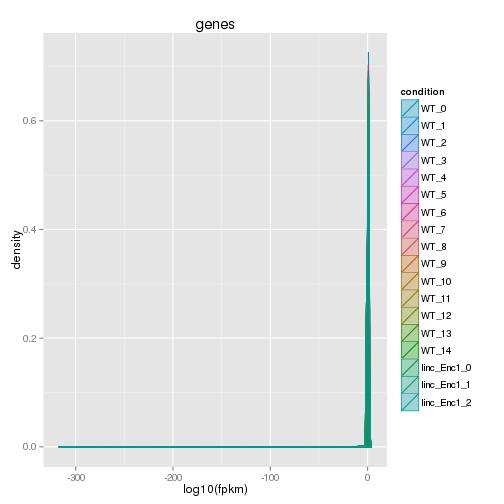 genes
density
0.6
0.4
0.2
0.0
-300
-200
-100
0
log10(fpkm)
condition
WT_0
WT_1
WT_2
WT_3
WT_4
WT_5
WT_6
WT_7
WT_8
WT_9
WT_10
WT_11
WT_12
WT_13
WT_14
linc_Enc1_0
linc_Enc1_1
linc_Enc1_2